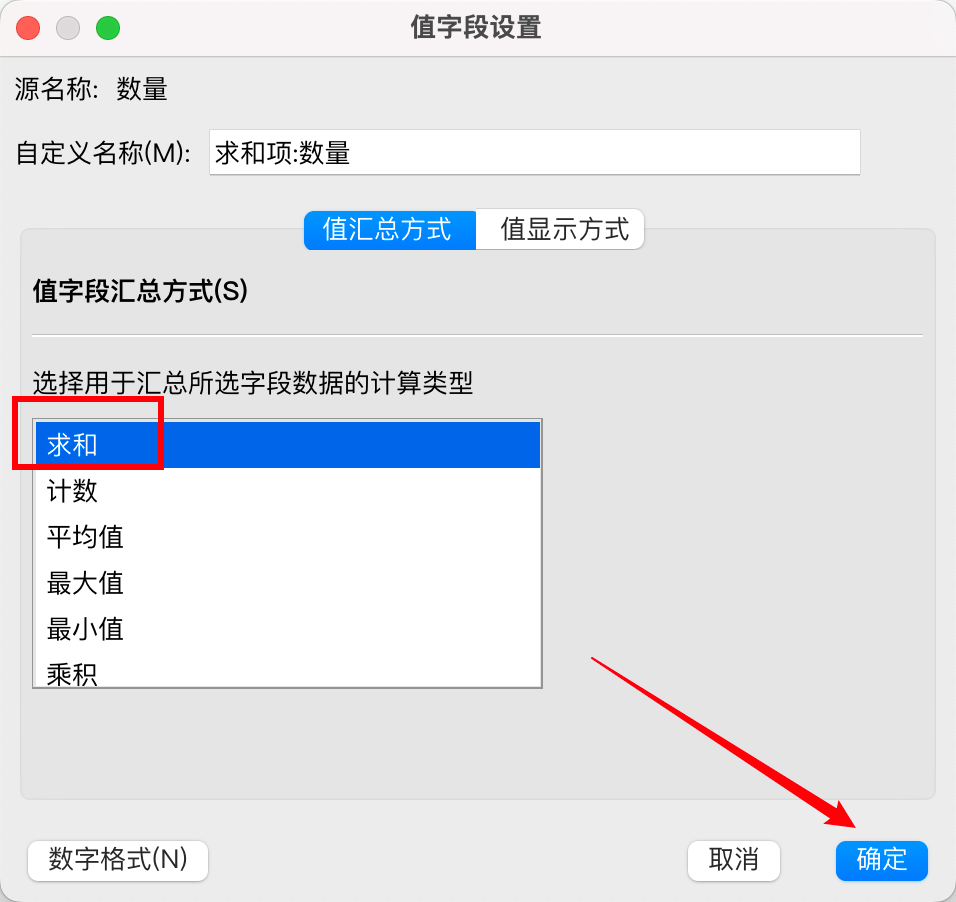 值字段设置
源名称: 数量
自定义名称(M): 求和项:数量
值汇总方式 值显示方式
值字段汇总方式(S)
选择用于汇总所选字段数据的计算类型
求和
计数
平均值
最大值
最小值
乘积
数字格式(N) 取消 确定